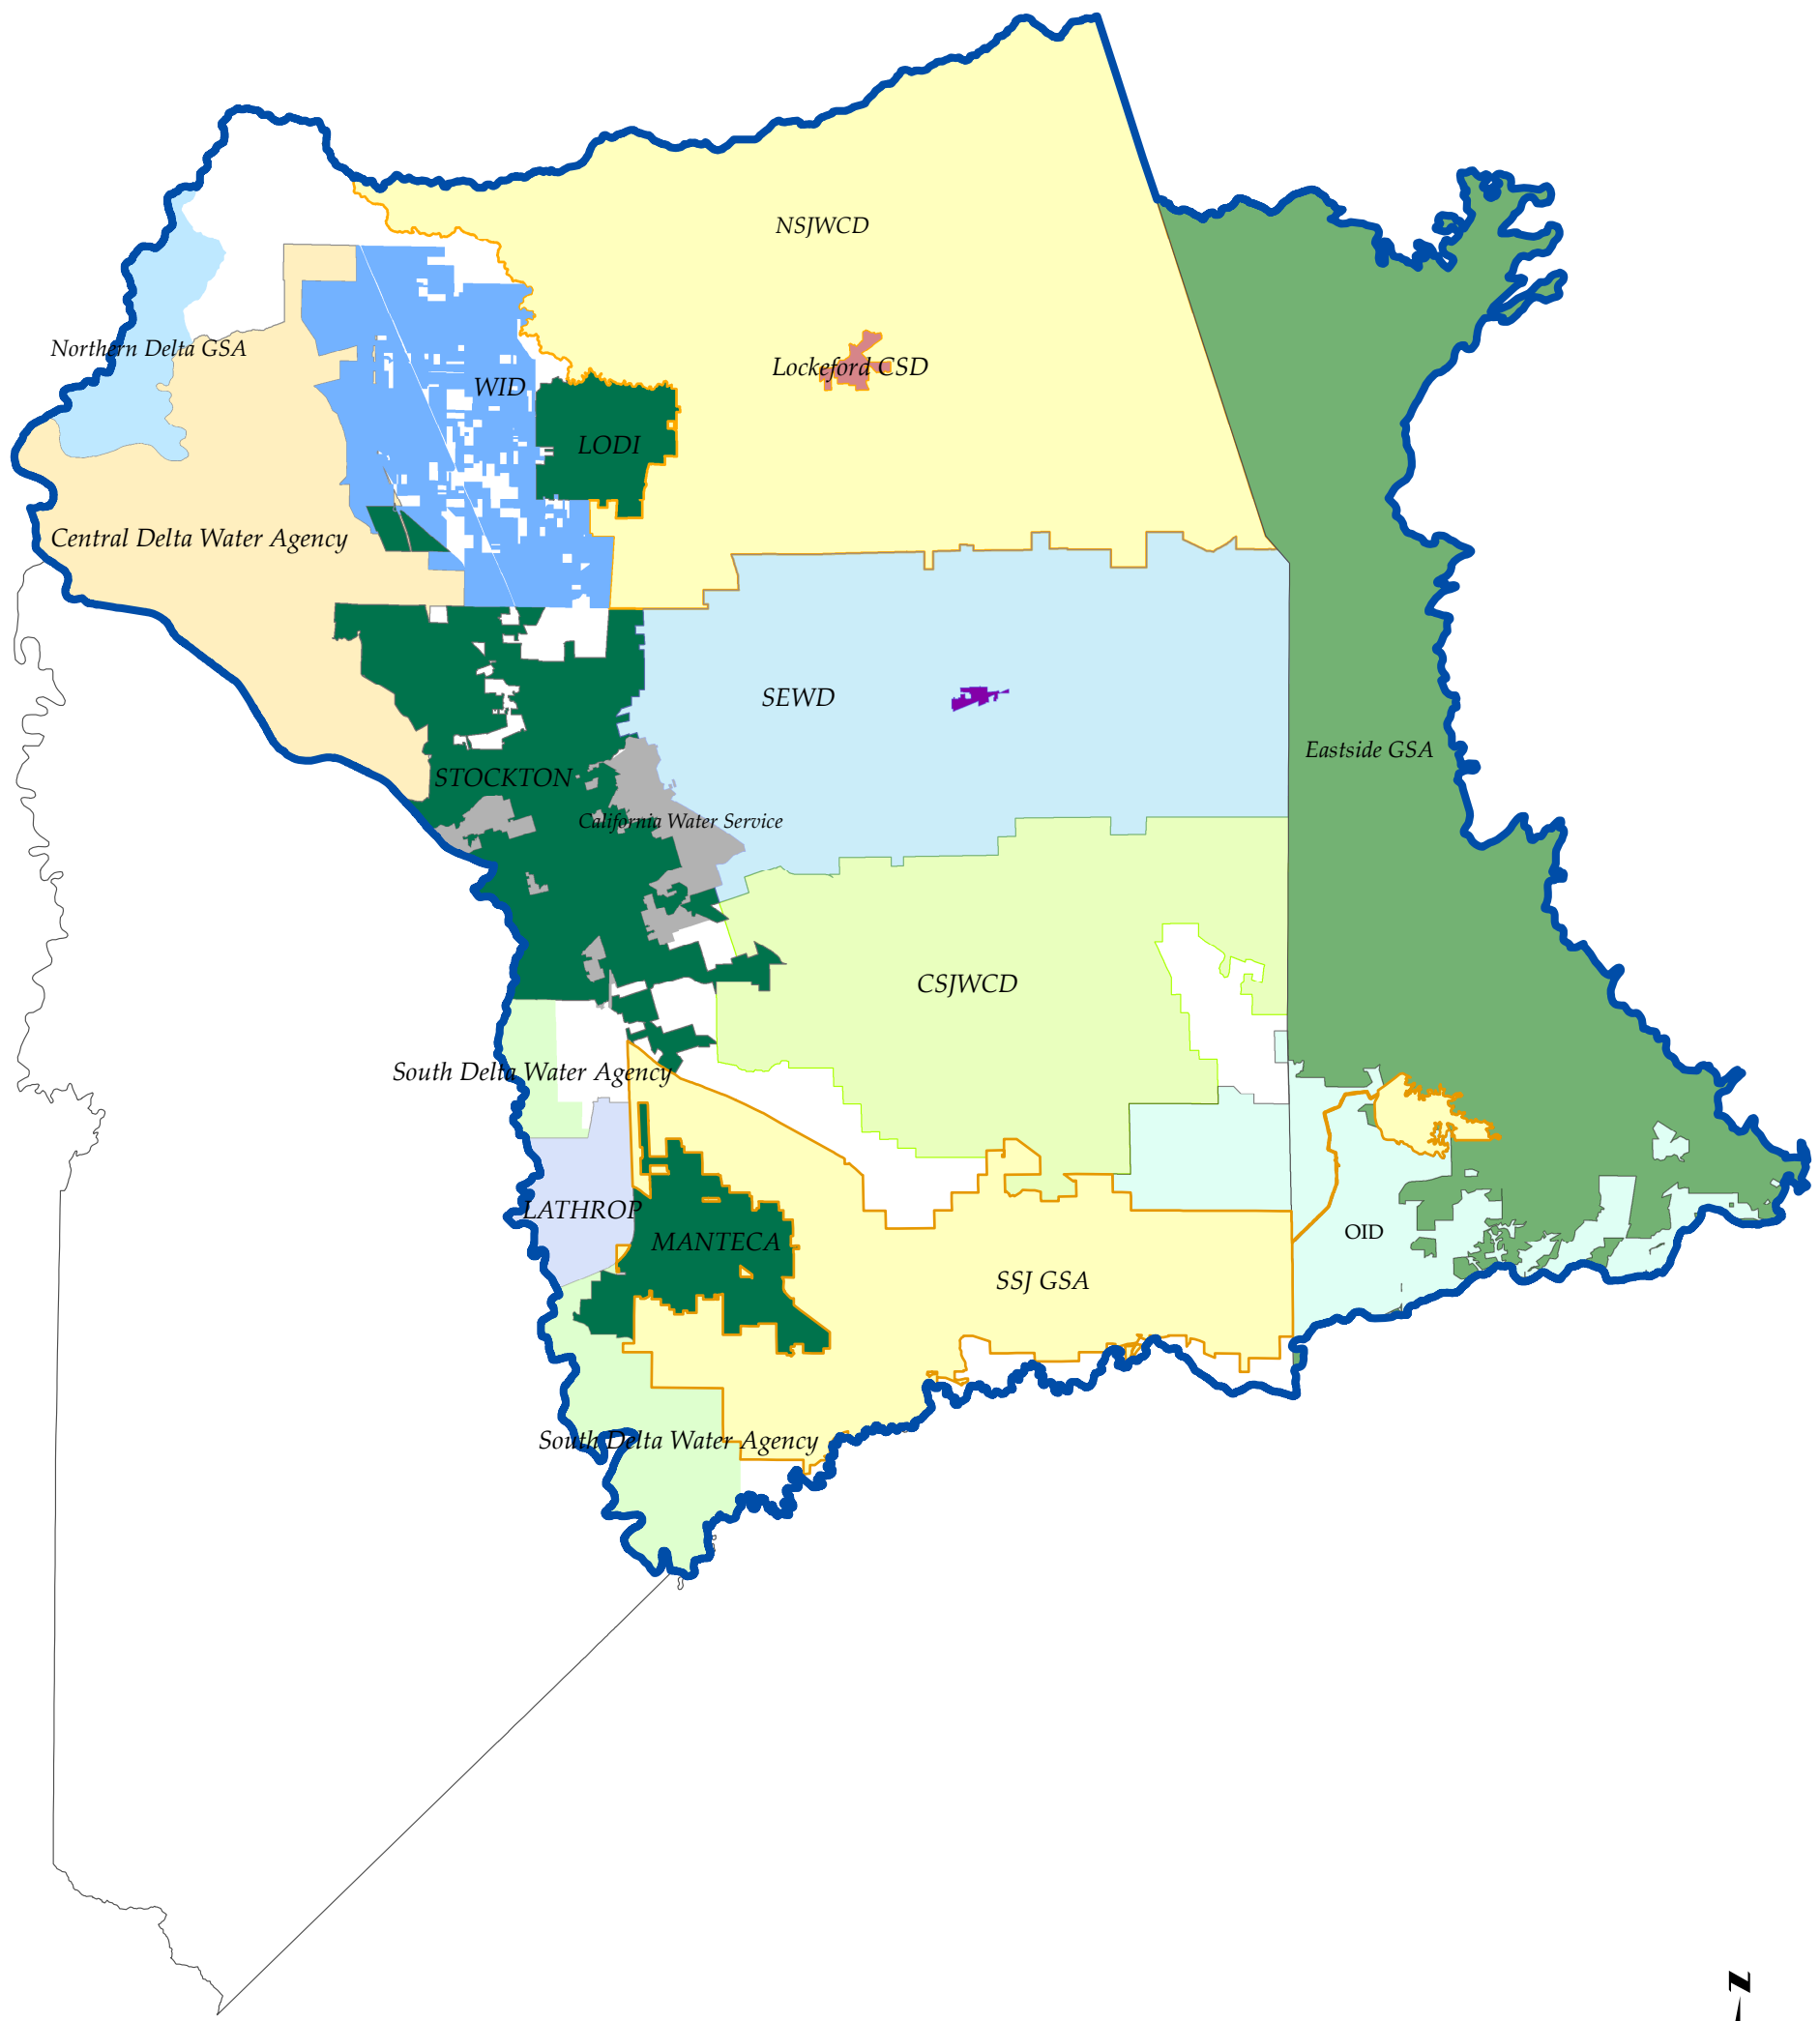 NSJWCD
Northern Delta GSA
Lockeford CSD
WID
LODI
Central Delta Water Agency
SEWD
Eastside GSA
STOCKTON
California Water Service
CSJWCD
South Delta Water Agency
LATHROP
OID
MANTECA
SSJ GSA
South Delta Water Agency
z